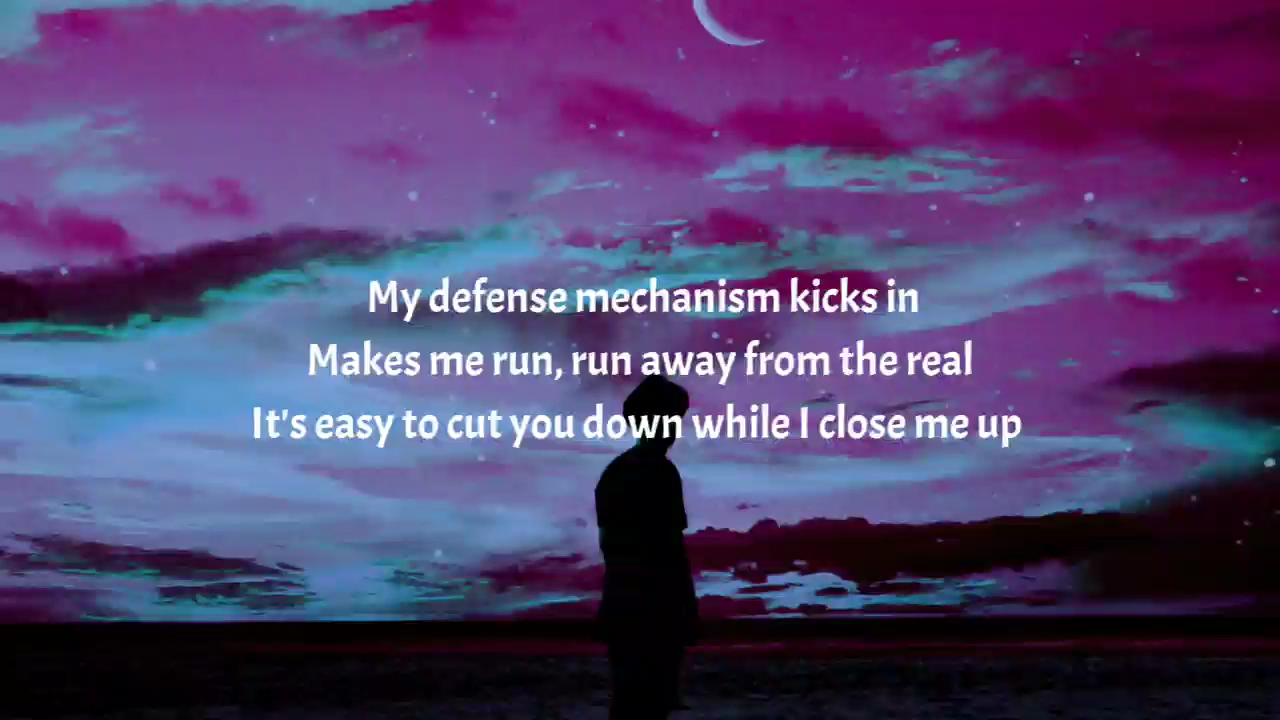 My defense mechanism kicks in
Makes me run, run away from the real
It's easy to cut you down while I close me up